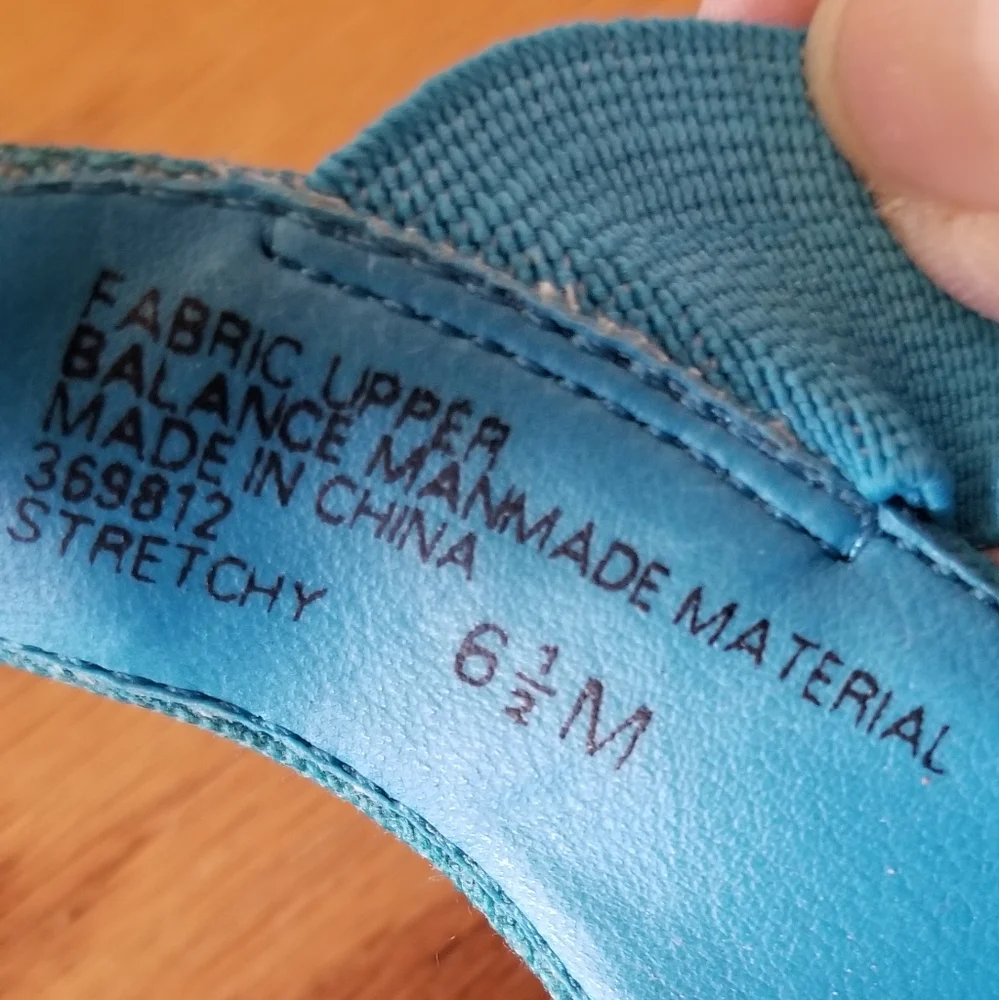 FABRIC UPPER
BALANCE MANMADE MATERIAL
MADE IN CHINA
369812
STRETCHY
6 1/2 M